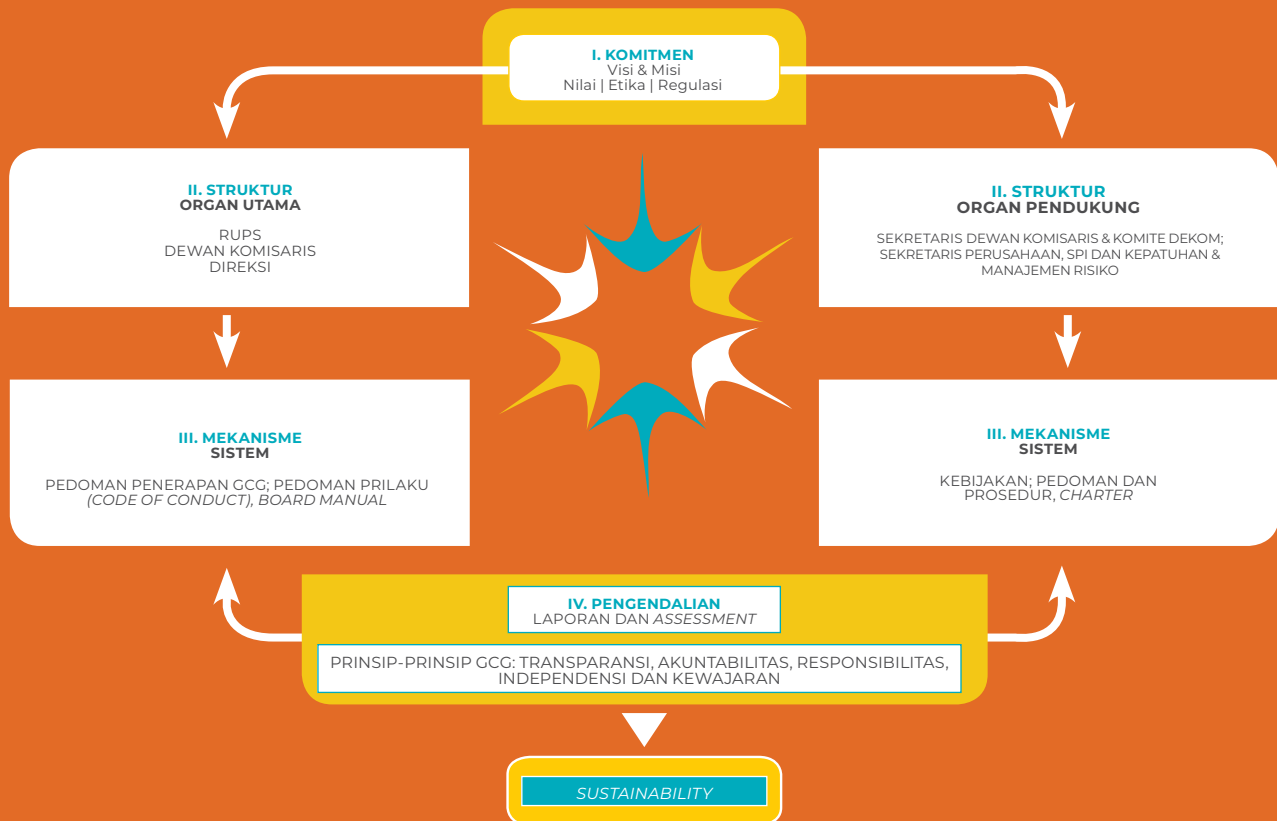 I. KOMITMEN
Visi & Misi
Nilai | Etika | Regulasi
II. STRUKTUR
ORGAN UTAMA
RUPS
DEWAN KOMISARIS
DIREKSI
II. STRUKTUR
ORGAN PENDUKUNG
SEKRETARIS DEWAN KOMISARIS & KOMITE DEKOM;
SEKRETARIS PERUSAHAAN, SPI DAN KEPATUHAN &
MANAJEMEN RISIKO
III. MEKANISME
SISTEM
PEDOMAN PENERAPAN GCG; PEDOMAN PRILAKU
(CODE OF CONDUCT), BOARD MANUAL
III. MEKANISME
SISTEM
KEBIJAKAN; PEDOMAN DAN
PROSEDUR, CHARTER
IV. PENGENDALIAN
LAPORAN DAN ASSESSMENT
PRINSIP-PRINSIP GCG: TRANSPARANSI, AKUNTABILITAS, RESPONSIBILITAS,
INDEPENDENSI DAN KEWAJARAN
SUSTAINABILITY